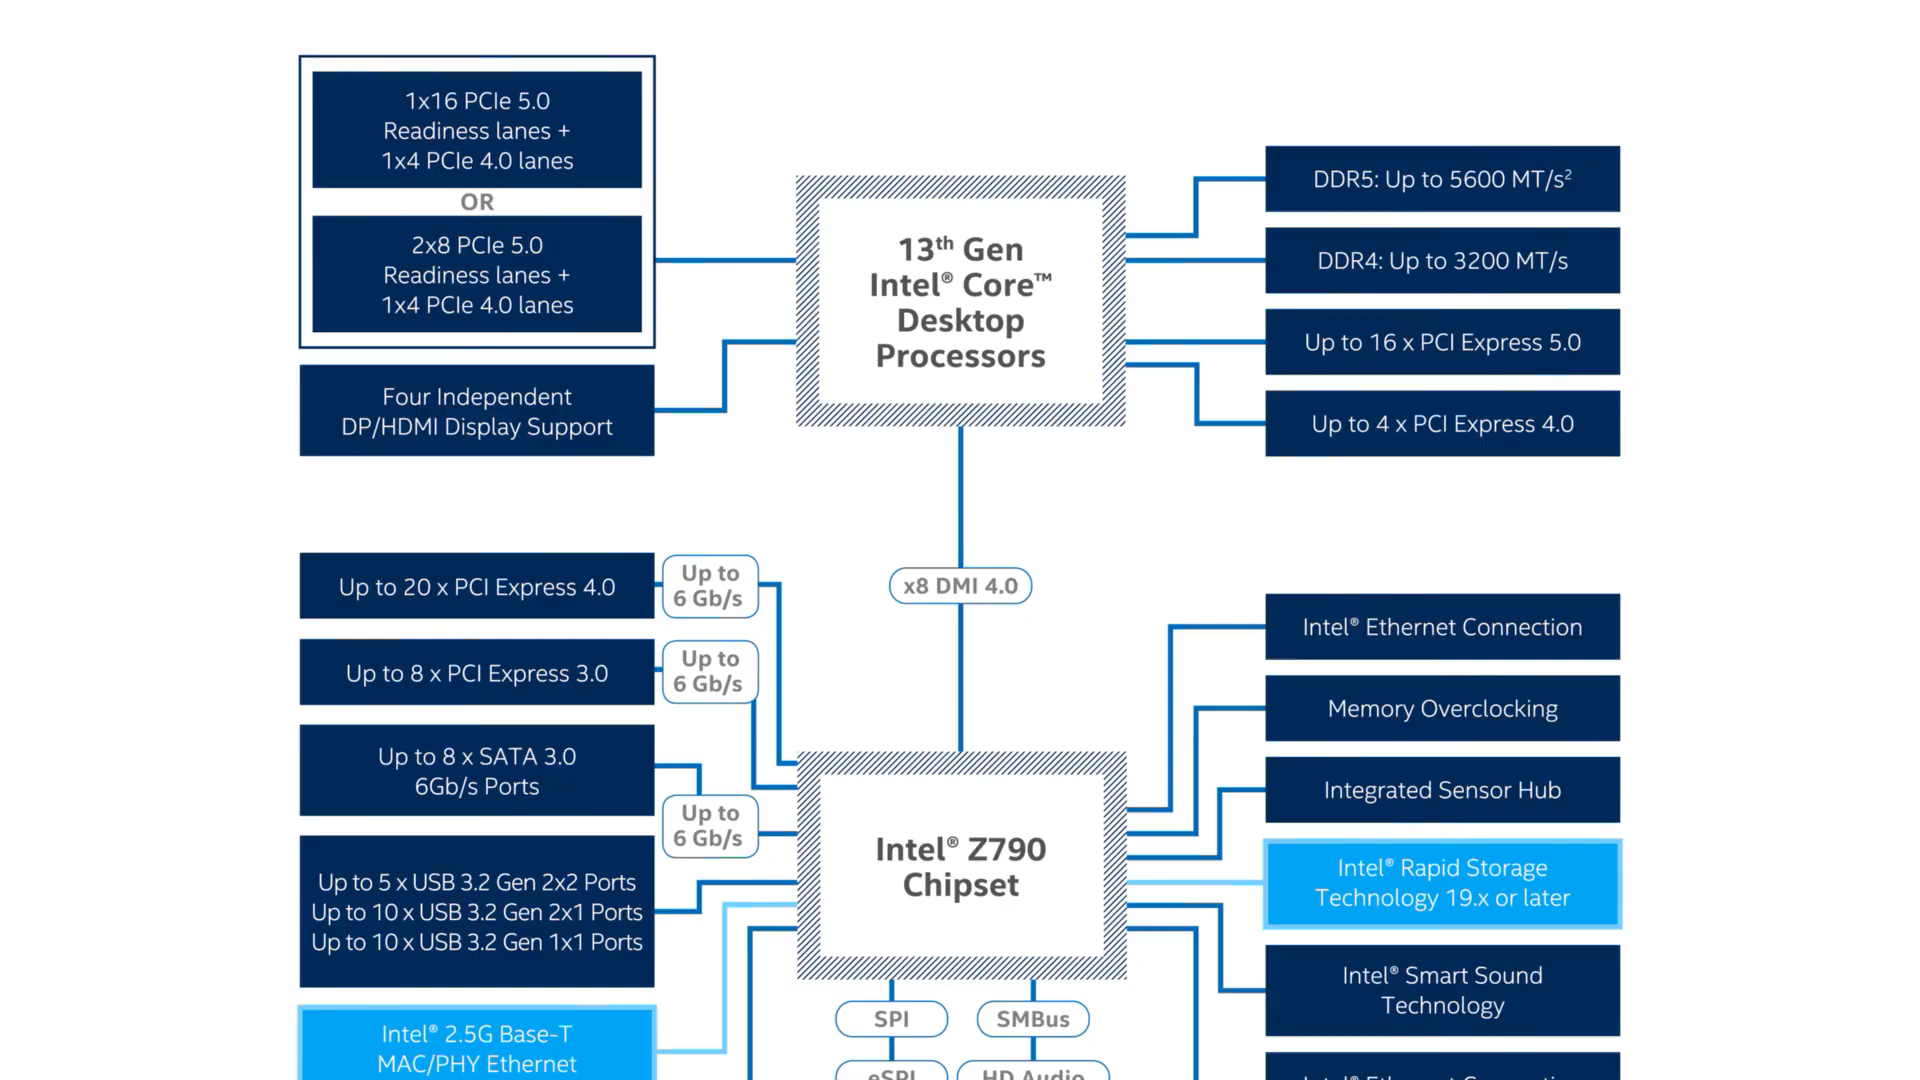 1x16 PCIe 5.0
Readiness lanes +
1x4 PCIe 4.0 lanes
OR
2x8 PCIe 5.0
Readiness lanes +
1x4 PCIe 4.0 lanes
Four Independent
DP/HDMI Display Support
13th Gen
Intel® Core™
Desktop
Processors
DDR5: Up to 5600 MT/s²
DDR4: Up to 3200 MT/s
Up to 16 x PCI Express 5.0
Up to 4 x PCI Express 4.0
x8 DMI 4.0
Up to 20 x PCI Express 4.0
Up to
6 Gb/s
Up to 8 x PCI Express 3.0
Up to
6 Gb/s
Up to 8 x SATA 3.0
6Gb/s Ports
Up to
6 Gb/s
Up to 5 x USB 3.2 Gen 2x2 Ports
Up to 10 x USB 3.2 Gen 2x1 Ports
Up to 10 x USB 3.2 Gen 1x1 Ports
Intel® 2.5G Base-T
MAC/PHY Ethernet
Intel® Z790
Chipset
SPI
SMBus
eSPI
HD Audio
Intel® Ethernet Connection
Memory Overclocking
Integrated Sensor Hub
Intel® Rapid Storage
Technology 19.x or later
Intel® Smart Sound
Technology
Intel® Ethernet Connection